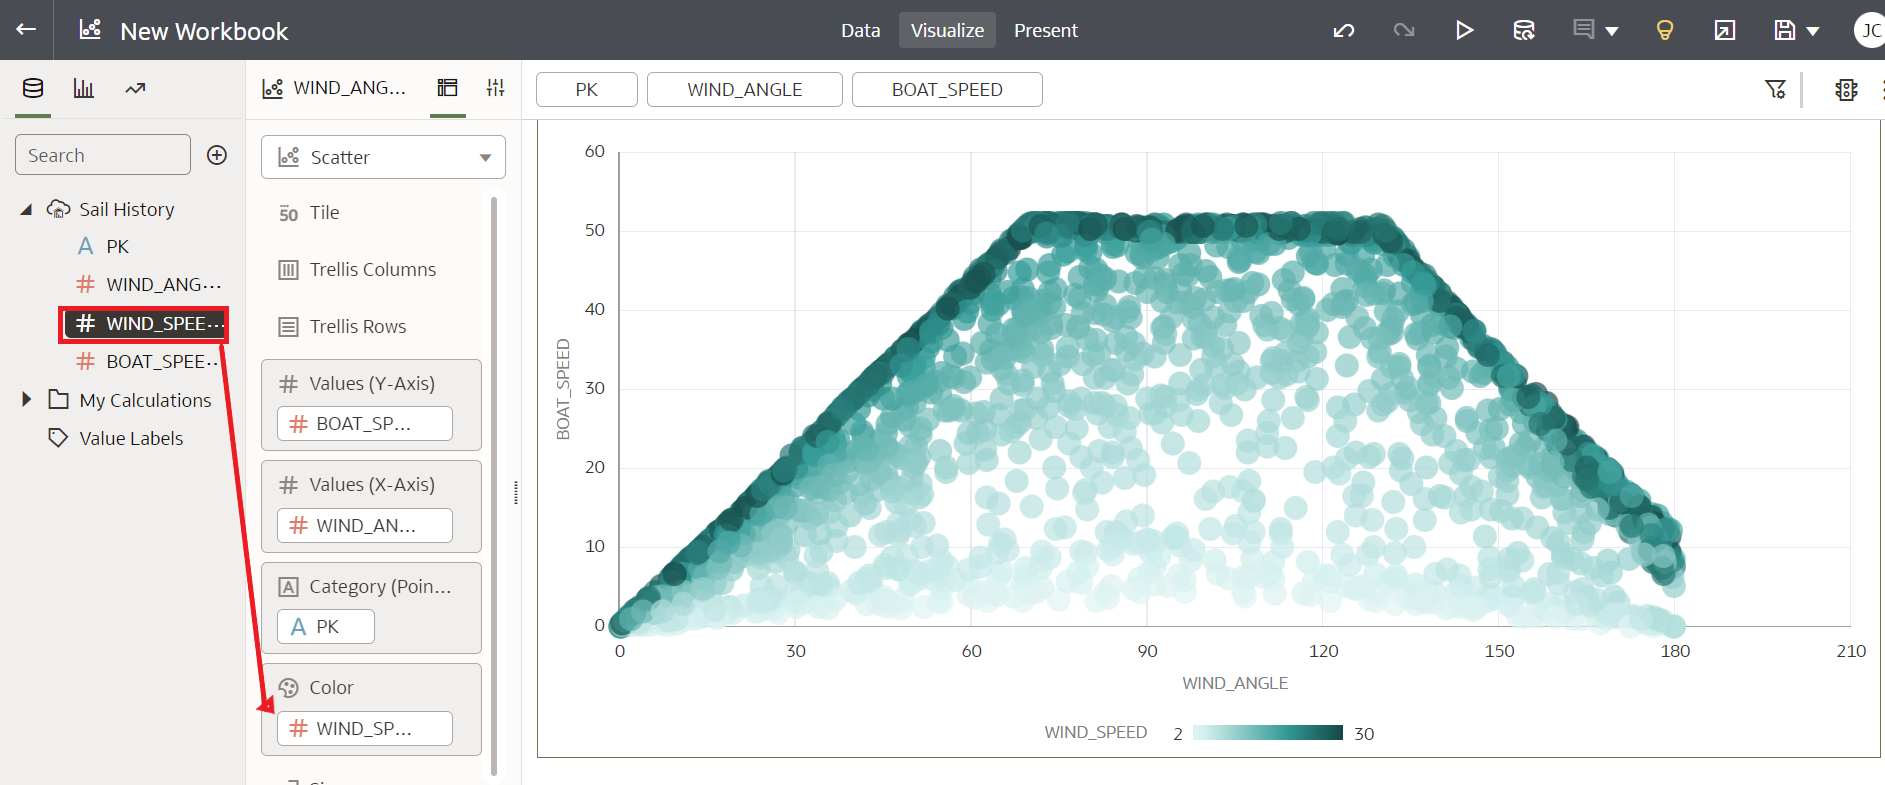 New Workbook
Data
Visualize
Present
JC
WIND_ANG...
PK
WIND_ANGLE
BOAT_SPEED
Search
Scatter
Sail History
PK
WIND_ANG...
WIND_SPEE...
BOAT_SPEE...
My Calculations
Value Labels
50 Tile
Trellis Columns
Trellis Rows
# Values (Y-Axis)
# BOAT_SP...
# Values (X-Axis)
# WIND_AN...
A Category (Poin...
A PK
Color
# WIND_SP...
60
50
40
30
20
10
0
BOAT_SPEED
0 30 60 90 120 150 180 210
WIND_ANGLE
WIND_SPEED 2 30